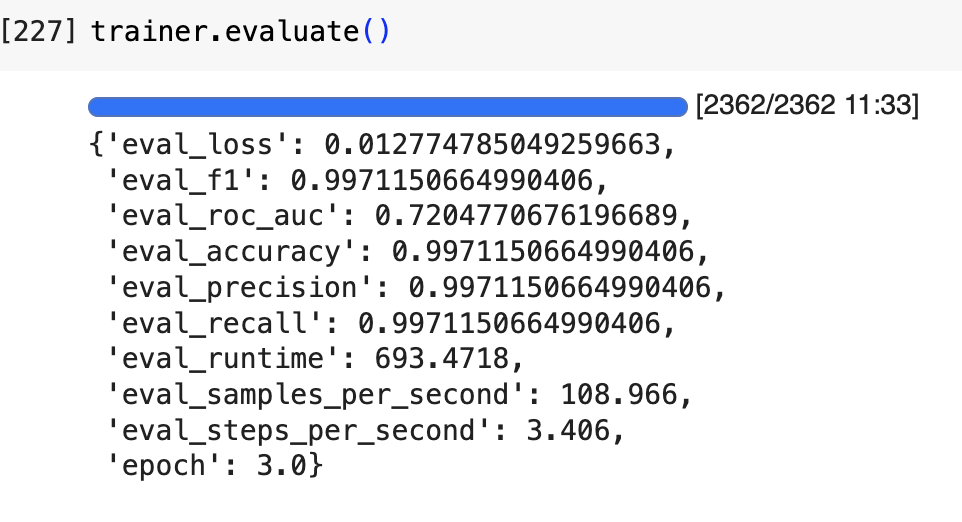 [227] trainer.evaluate()
[2362/2362 11:33]
{'eval_loss': 0.012774785049259663,
'eval_f1': 0.9971150664990406,
'eval_roc_auc': 0.7204770676196689,
'eval_accuracy': 0.9971150664990406,
'eval_precision': 0.9971150664990406,
'eval_recall': 0.9971150664990406,
'eval_runtime': 693.4718,
'eval_samples_per_second': 108.966,
'eval_steps_per_second': 3.406,
'epoch': 3.0}